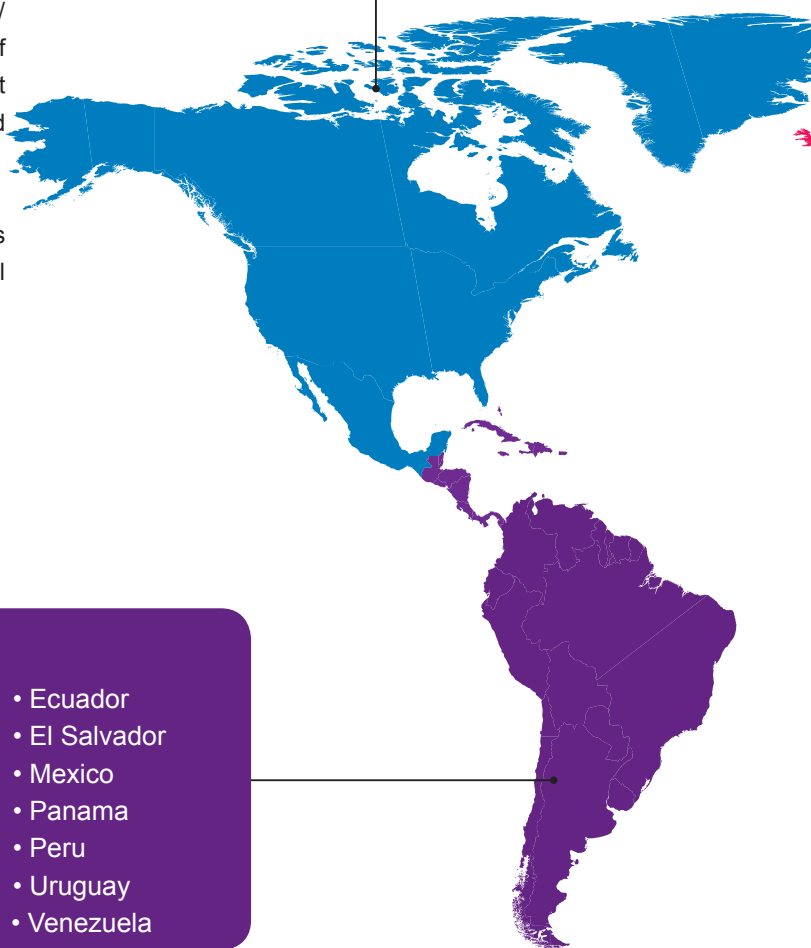 /
f
t
d
s
l
• Ecuador
• El Salvador
• Mexico
• Panama
• Peru
• Uruguay
• Venezuela